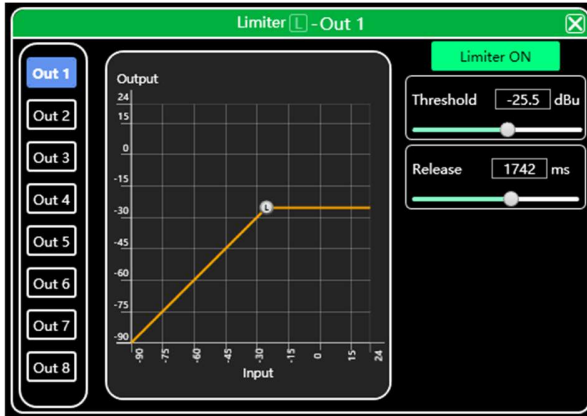 Limiter L -Out 1
Out 1
Out 2
Out 3
Out 4
Out 5
Out 6
Out 7
Out 8
Output
24
15
0
-15
-30
-45
-60
-75
-90
-90
-75
-60
-45
-30
-15
0
15
24
L
Input
Limiter ON
Threshold -25.5 dBu
Release 1742 ms